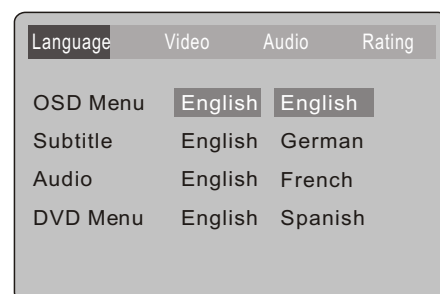 Language Video Audio Rating
OSD Menu English English
Subtitle English German
Audio English French
DVD Menu English Spanish